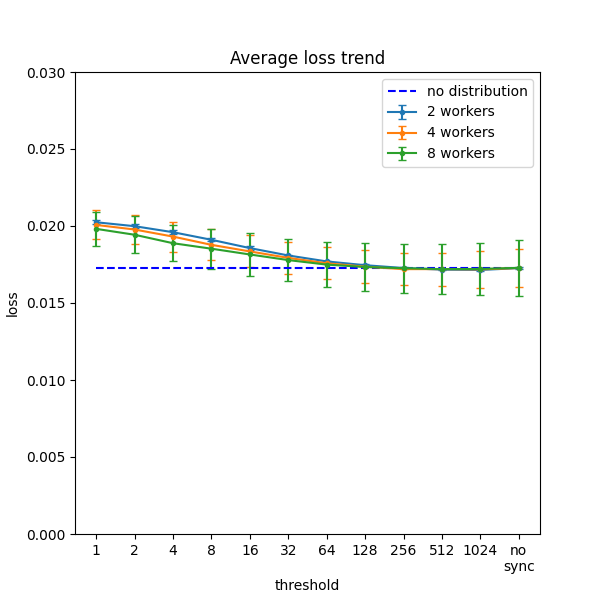 Average loss trend
0.030
0.025
0.020
0.015
0.010
0.005
0.000
loss
no distribution
2 workers
4 workers
8 workers
1 2 4 8 16 32 64 128 256 512 1024 no
sync
threshold